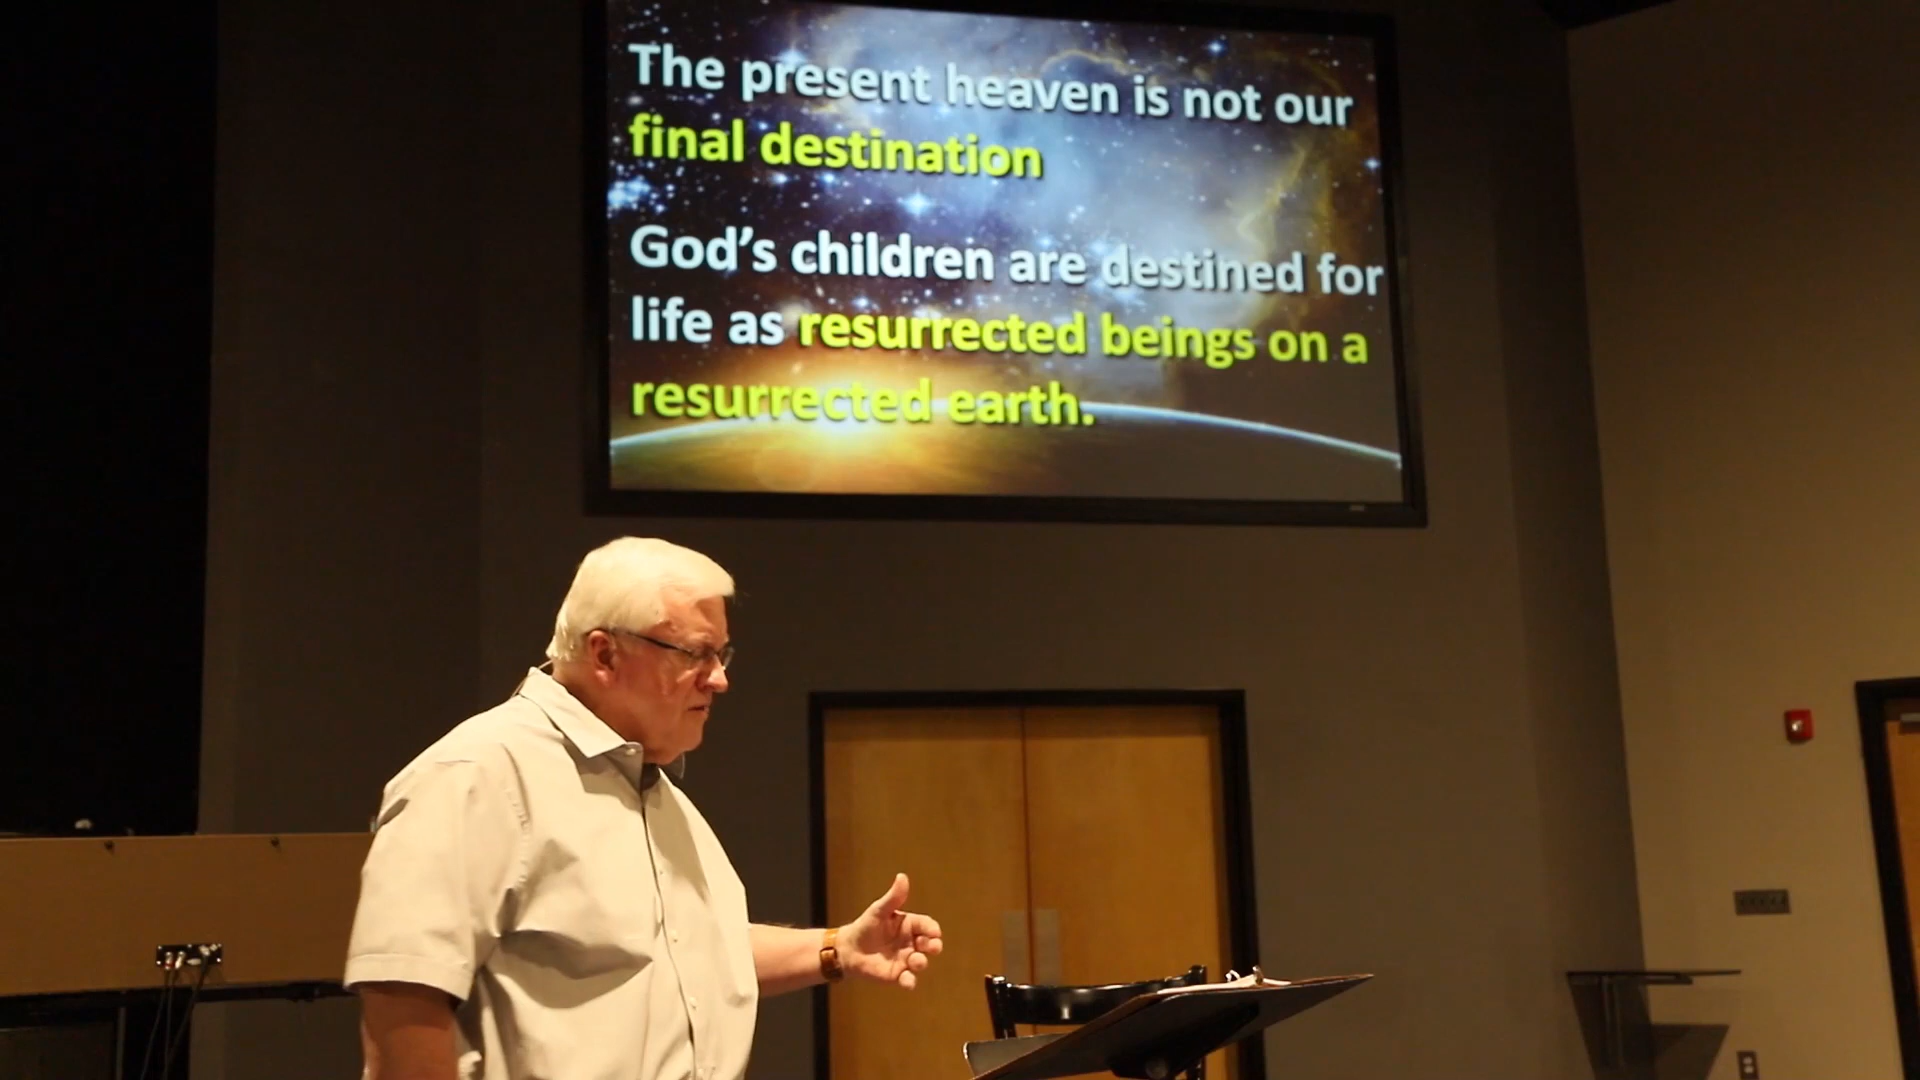 The present heaven is not our
final destination
God’s children are destined for
life as resurrected beings on a
resurrected earth.